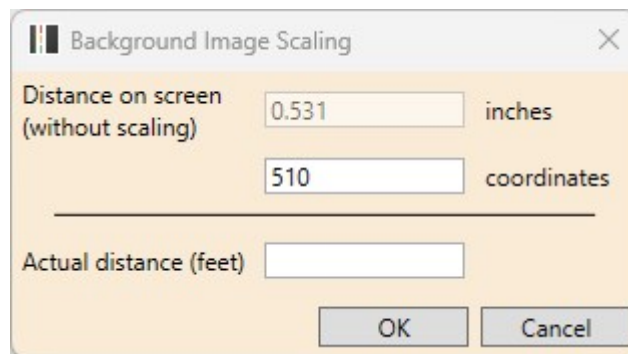 Background Image Scaling
Distance on screen
(without scaling)
0.531
inches
510
coordinates
Actual distance (feet)
OK
Cancel